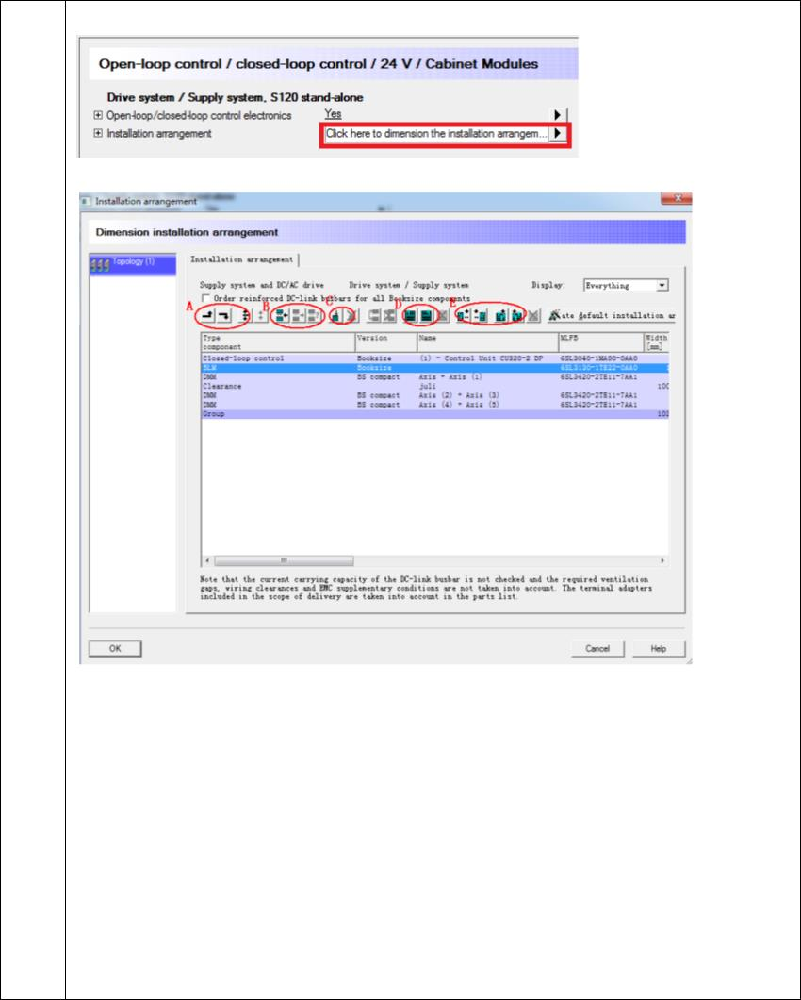 Open-loop control / closed-loop control / 24 V / Cabinet Modules
Drive system / Supply system, S120 stand-alone
Open-loop/closed-loop control electronics Yes
Installation arrangement Click here to dimension the installation arrangem...
Installation arrangement
Dimension installation arrangement
Topology (1)
Installation arrangement
Supply system and DC/AC drive Drive system / Supply system Display: Everything
Order reinforced DC-link busbars for all Booksize components
A B C D E
ate default installation ar
Type component Version Name MLFB Width [mm]
Closed-loop control Booksize (1) - Control Unit CU320-2 DP 6SL3040-1MA00-0AA0
BLM Booksize 6SL3130-1TE22-0AA0 1
DMM BS compact Axis - Axis (1) 6SL3420-2TE11-7AA1
Clearance juli 100
DMM BS compact Axis (2) - Axis (3) 6SL3420-2TE11-7AA1
DMM BS compact Axis (4) - Axis (5) 6SL3420-2TE11-7AA1
Group
Note that the current carrying capacity of the DC-link busbar is not checked and the required ventilation
gaps, wiring clearances and EMC supplementary conditions are not taken into account. The terminal adapters
included in the scope of delivery are taken into account in the parts list.
OK Cancel Help